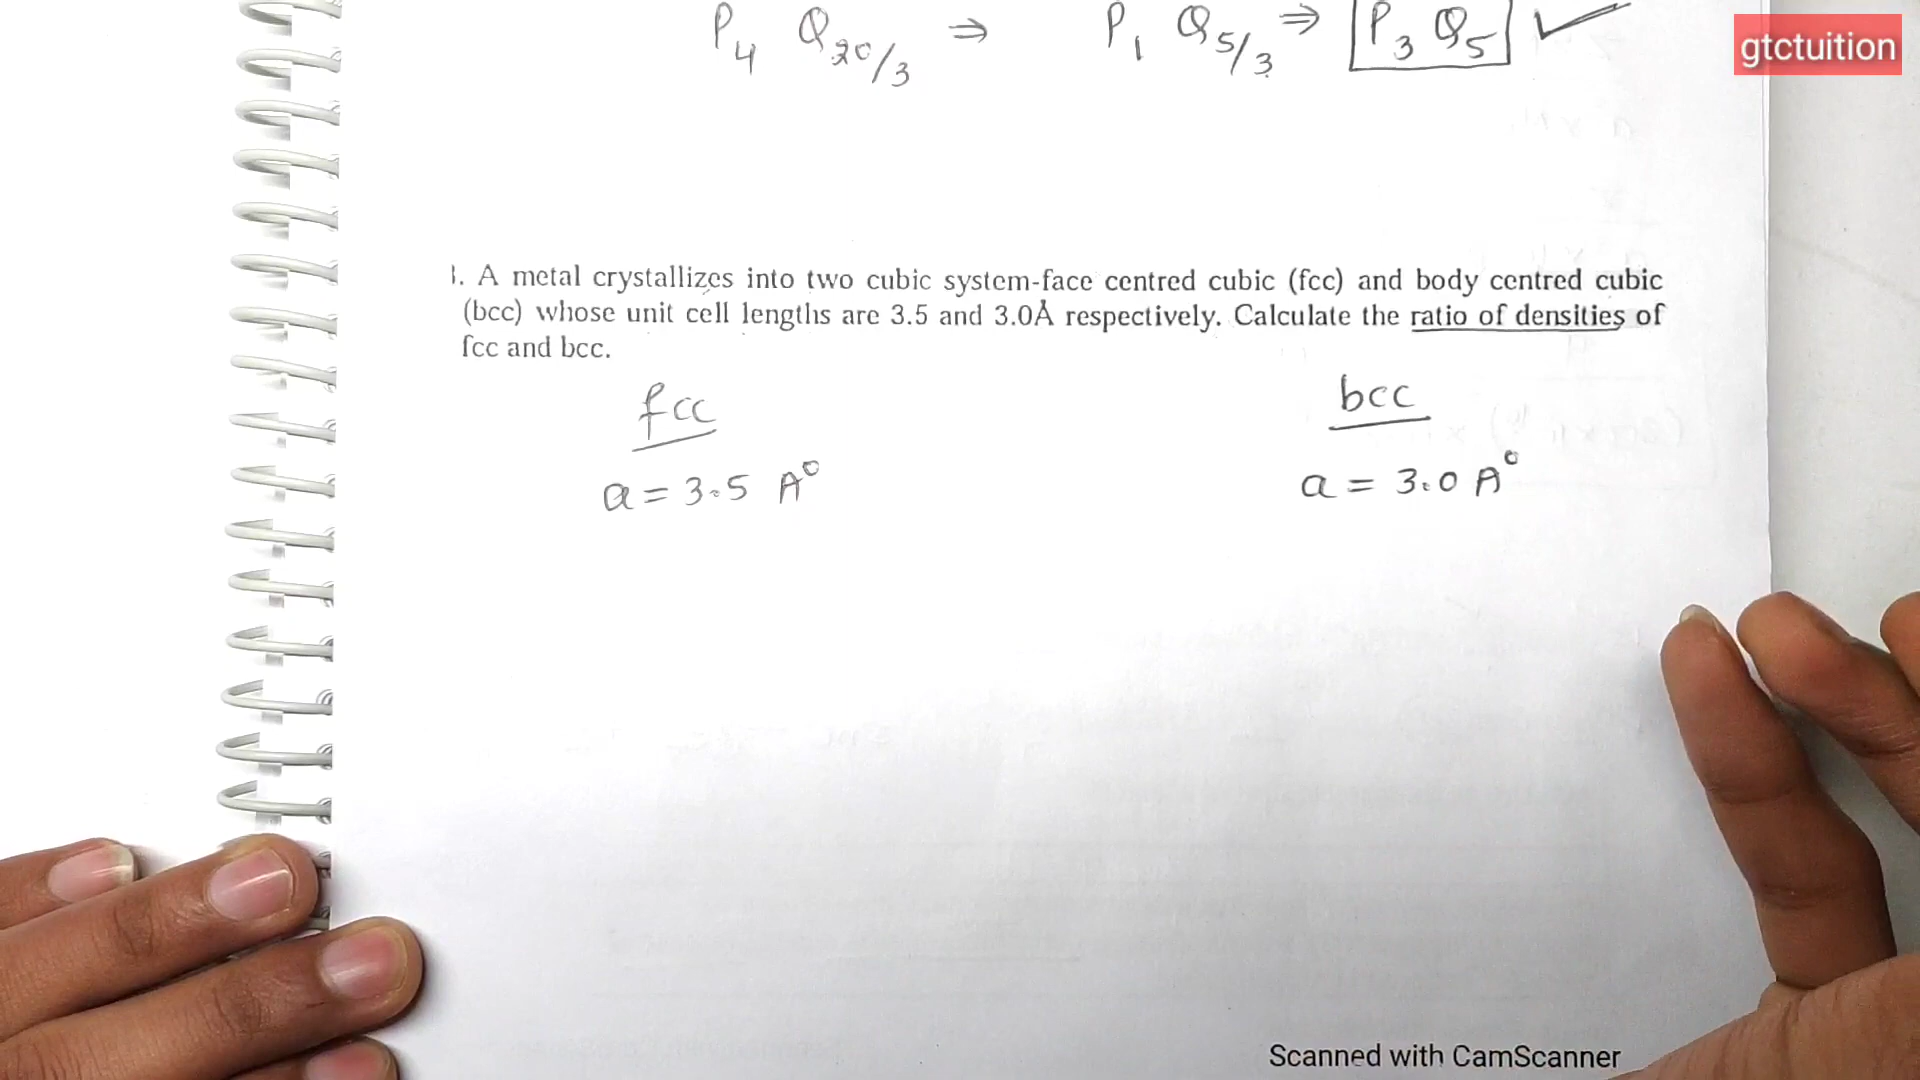 P4 Q20/3 ⇒ P1 Q5/3 ⇒ P3 Q5 ✓
gtctuition
1. A metal crystallizes into two cubic system-face centred cubic (fcc) and body centred cubic
(bcc) whose unit cell lengths are 3.5 and 3.0Å respectively. Calculate the ratio of densities of
fcc and bcc.
fcc bcc
a = 3.5 A° a = 3.0 A°
Scanned with CamScanner